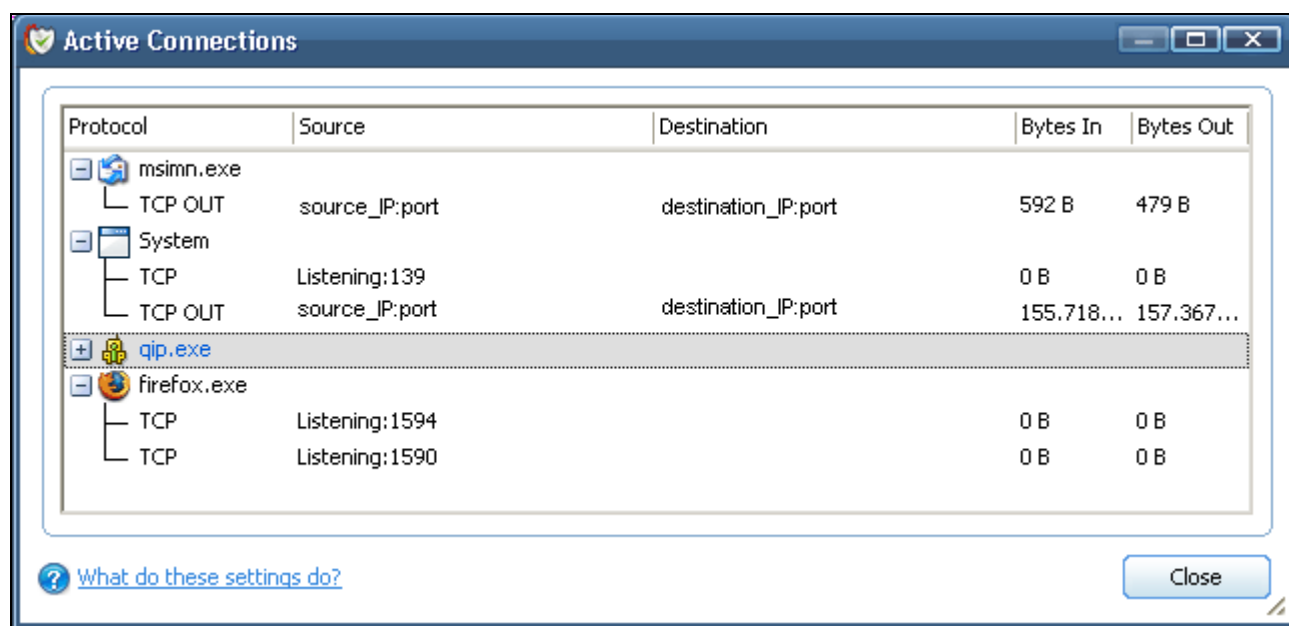 Active Connections
Protocol Source Destination Bytes In Bytes Out
msimn.exe
TCP OUT source_IP:port destination_IP:port 592 B 479 B
System
TCP Listening:139 0 B 0 B
TCP OUT source_IP:port destination_IP:port 155.718... 157.367...
qip.exe
firefox.exe
TCP Listening:1594 0 B 0 B
TCP Listening:1590 0 B 0 B
What do these settings do? Close